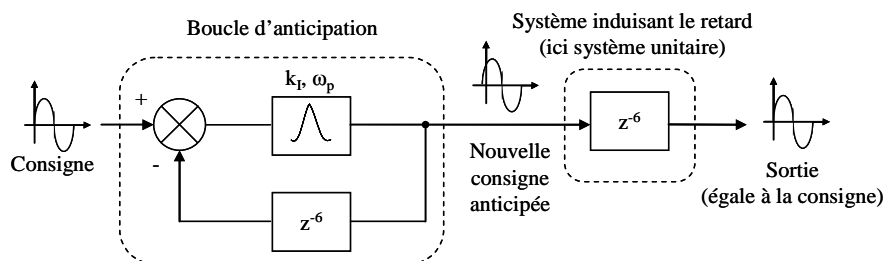 Boucle d'anticipation
Système induisant le retard
(ici système unitaire)
k_I, ω_p
+
-
Consigne
z⁻⁶
z⁻⁶
Nouvelle
consigne
anticipée
Sortie
(égale à la consigne)